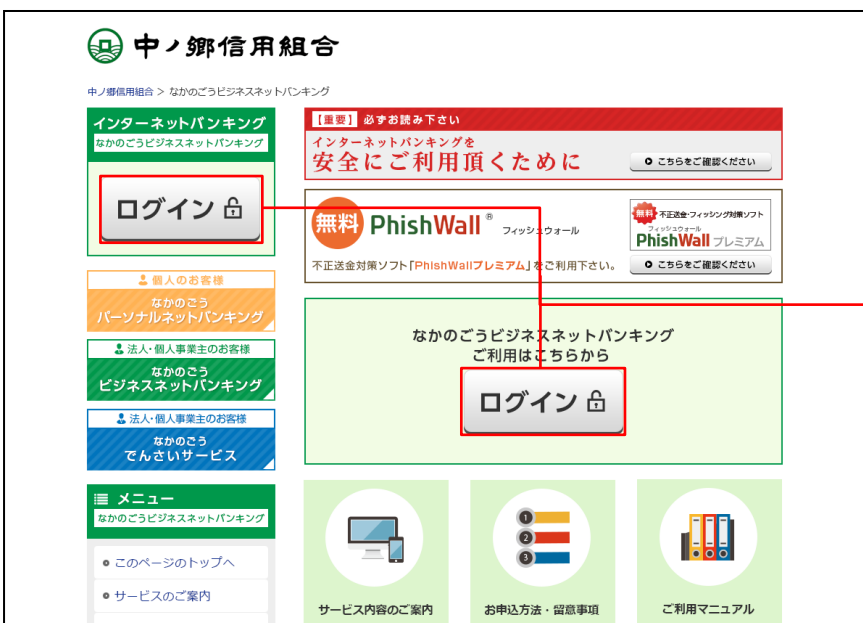 中ノ郷信用組合
中ノ郷信用組合 > なかのごうビジネスネットバンキング
インターネットバンキング
なかのごうビジネスネットバンキング
ログイン
個人のお客様
なかのごう
パーソナルネットバンキング
法人・個人事業主のお客様
なかのごう
ビジネスネットバンキング
法人・個人事業主のお客様
なかのごう
でんさいサービス
メニュー
なかのごうビジネスネットバンキング
このページのトップへ
サービスのご案内
【重要】 必ずお読み下さい
インターネットバンキングを
安全にご利用頂くために
こちらをご確認ください
無料 PhishWall® フィッシュウォール
不正送金対策ソフト「PhishWallプレミアム」をご利用下さい。
無料 不正送金・フィッシング対策ソフト
フィッシュウォール
PhishWall プレミアム
こちらをご確認ください
なかのごうビジネスネットバンキング
ご利用はこちらから
ログイン
1
2
3
サービス内容のご案内
お申込方法・留意事項
ご利用マニュアル